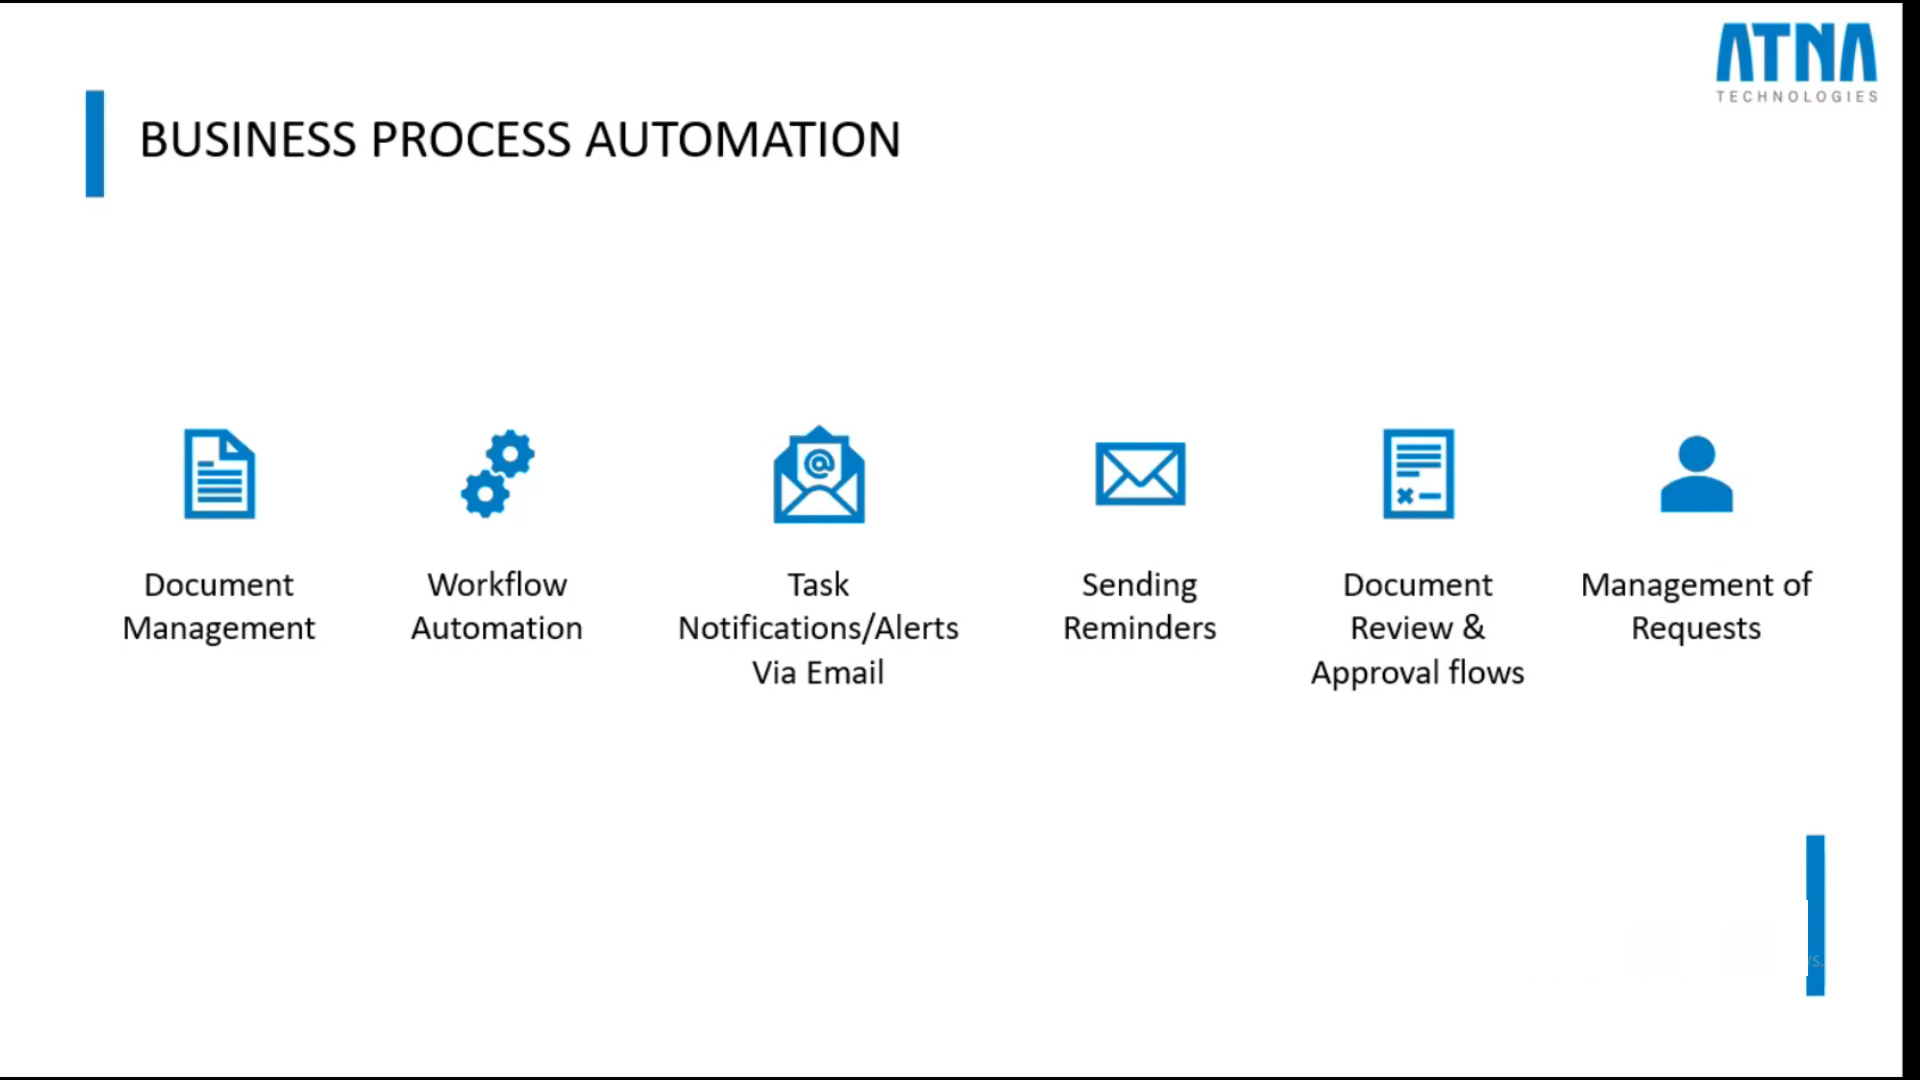 ATNA
TECHNOLOGIES
BUSINESS PROCESS AUTOMATION
Document
Management
Workflow
Automation
Task
Notifications/Alerts
Via Email
Sending
Reminders
Document
Review &
Approval flows
Management of
Requests